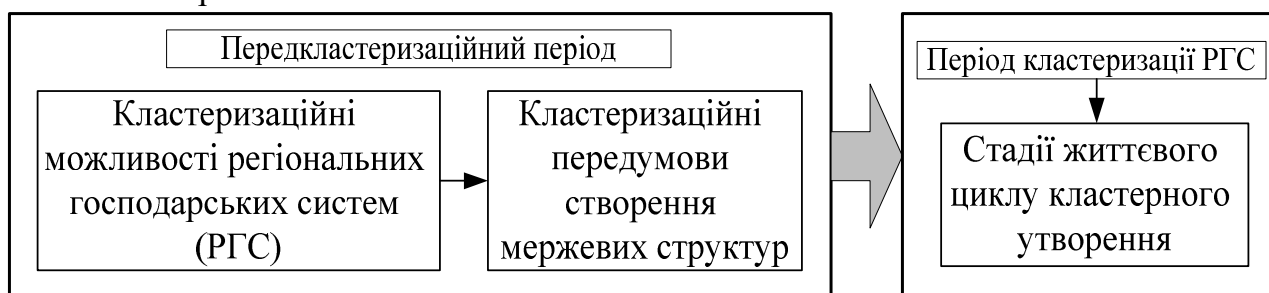 Передкластеризаційний період
Кластеризаційні
можливості регіональних
господарських систем
(РГС)
Кластеризаційні
передумови
створення
мержевих структур
Період кластеризації РГС
Стадії життєвого
циклу кластерного
утворення